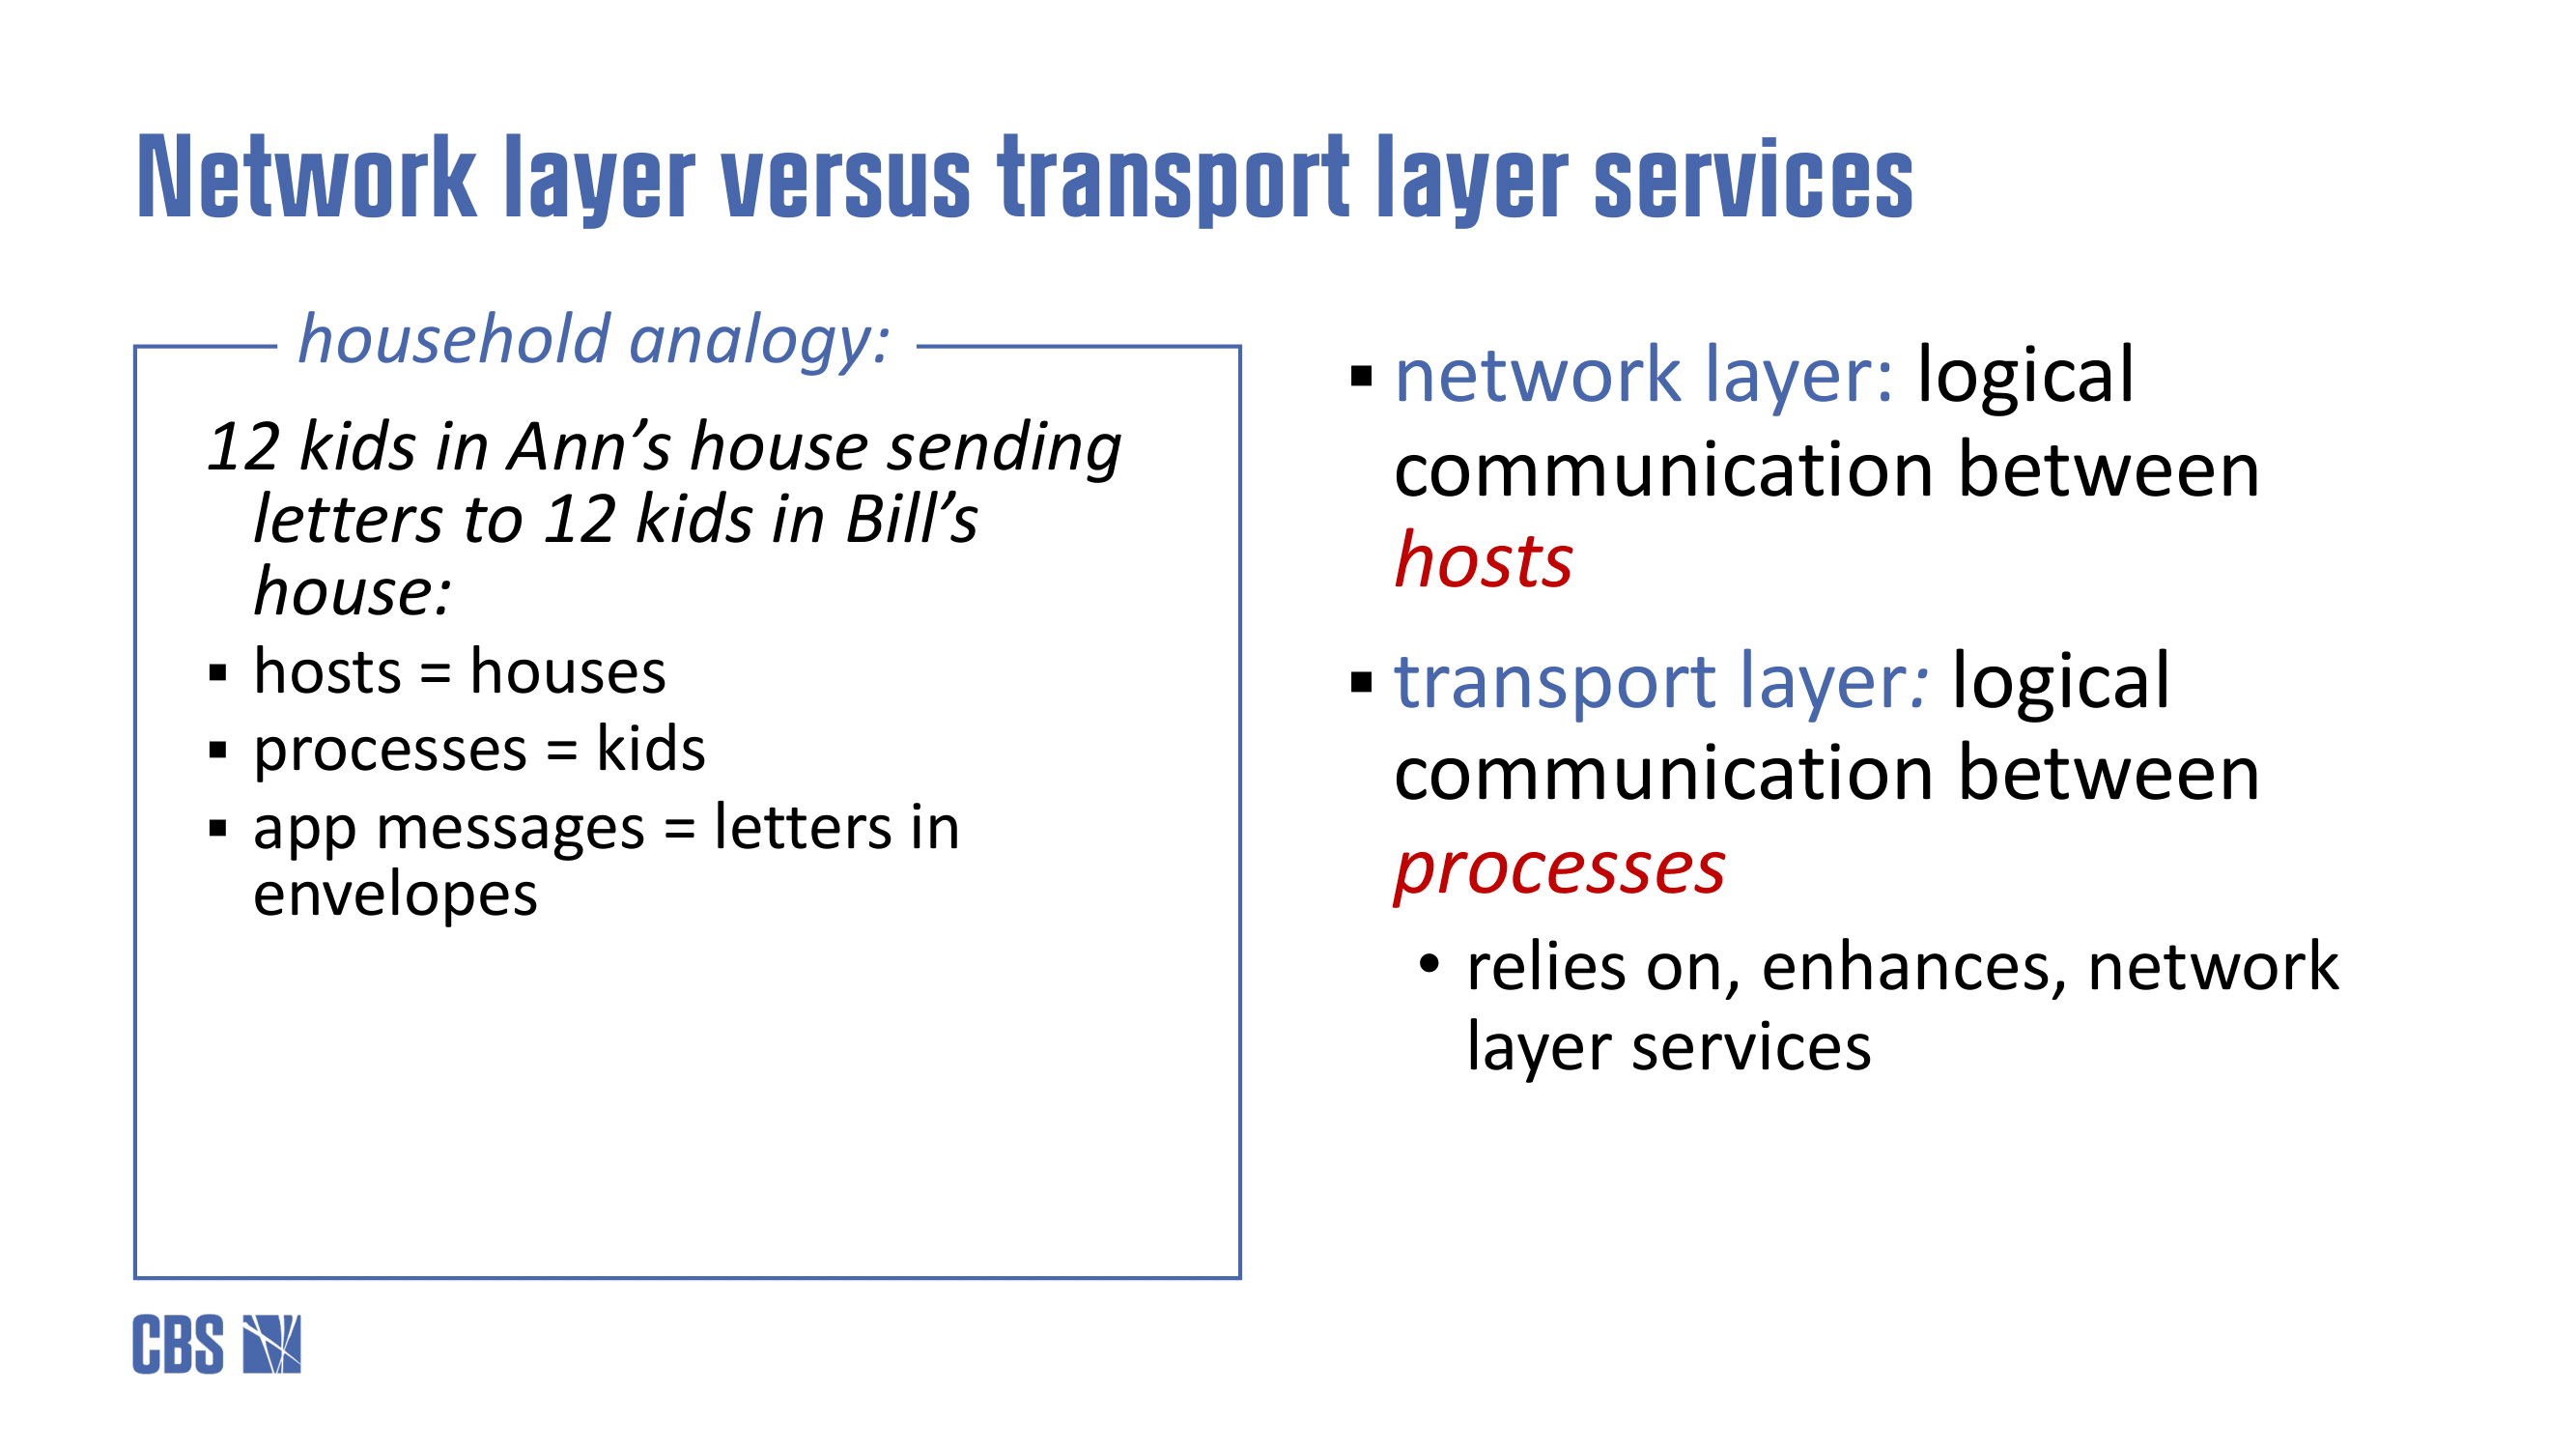 Network layer versus transport layer services
household analogy:
12 kids in Ann’s house sending
letters to 12 kids in Bill’s
house:
▪ hosts = houses
▪ processes = kids
▪ app messages = letters in
envelopes
▪ network layer: logical
communication between
hosts
▪ transport layer: logical
communication between
processes
• relies on, enhances, network
layer services
CBS